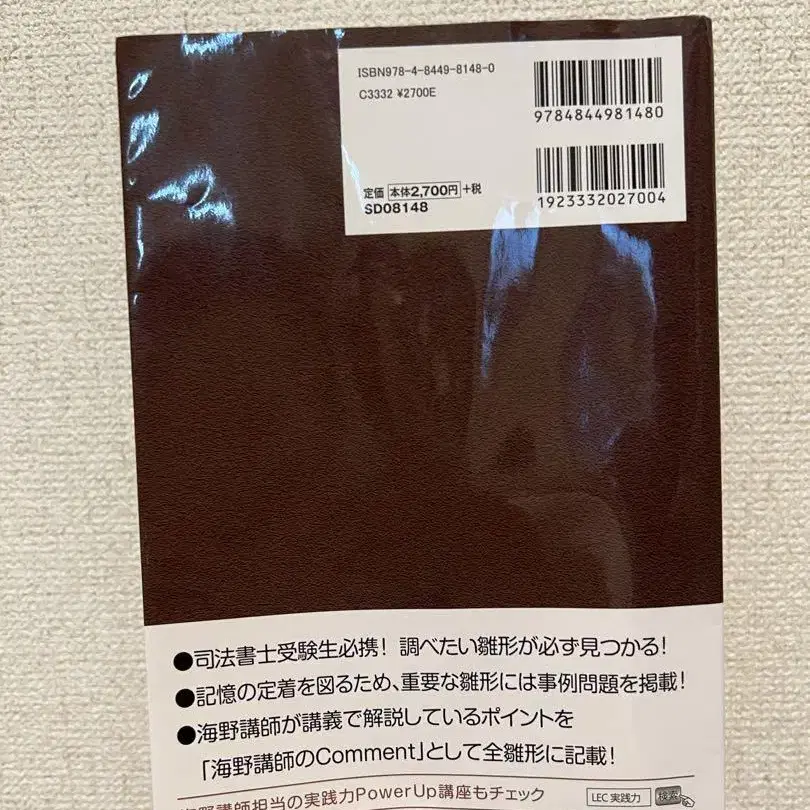 ISBN978-4-8449-8148-0
C3332 ¥2700E
9784844981480
定価 本体2,700円 +税
SD08148
1923332027004
●司法書士受験生必携! 調べたい雛形が必ず見つかる!
●記憶の定着を図るため、重要な雛形には事例問題を掲載!
●海野講師が講義で解説しているポイントを
「海野講師のComment」として全雛形に記載!
海野講師担当の実践力PowerUp講座もチェック
LEC 実践力 検索